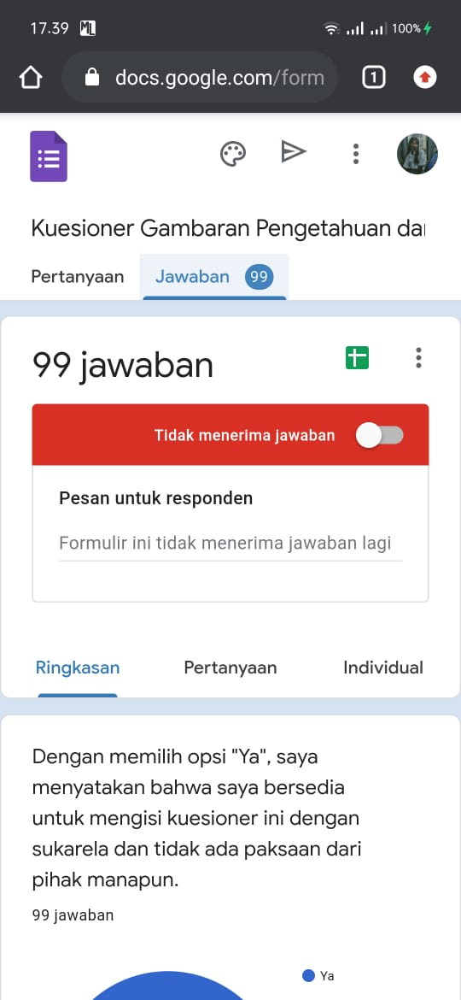 17.39 ML 100%
docs.google.com/form 1
Kuesioner Gambaran Pengetahuan dan
Pertanyaan Jawaban 99
99 jawaban
Tidak menerima jawaban
Pesan untuk responden
Formulir ini tidak menerima jawaban lagi
Ringkasan Pertanyaan Individual
Dengan memilih opsi "Ya", saya
menyatakan bahwa saya bersedia
untuk mengisi kuesioner ini dengan
sukarela dan tidak ada paksaan dari
pihak manapun.
99 jawaban
Ya